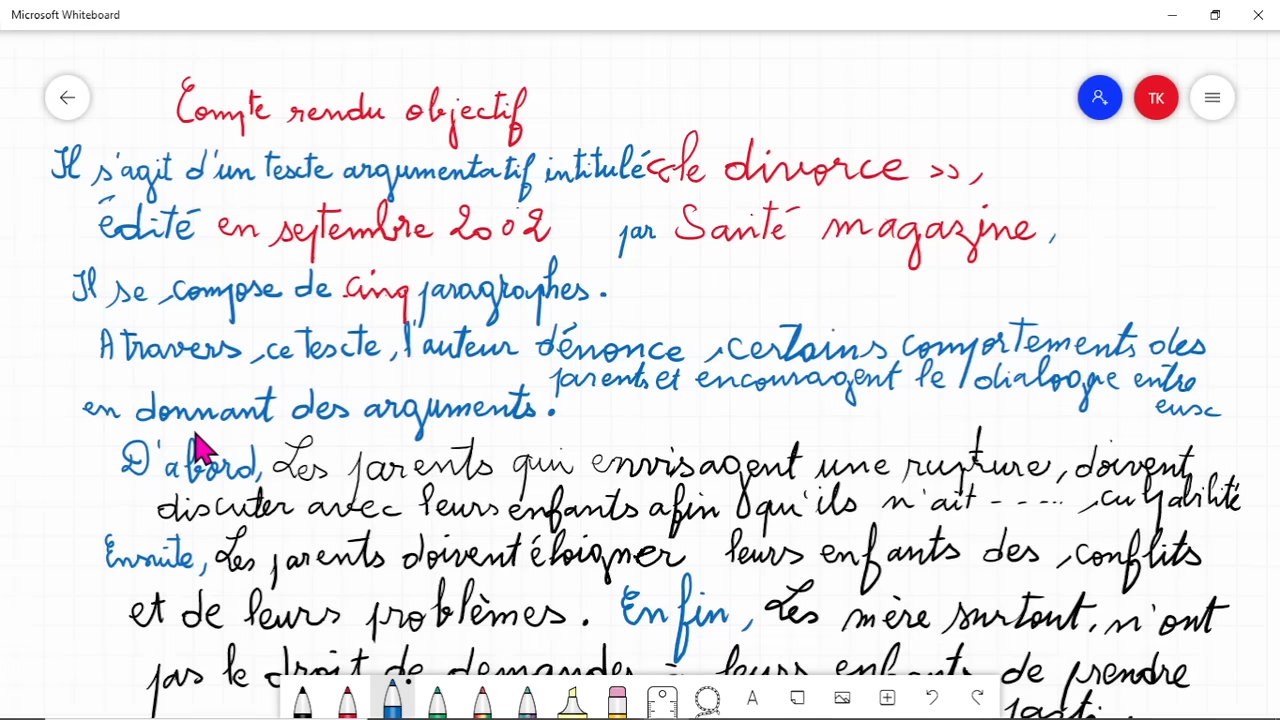 Microsoft Whiteboard
TK
Compte rendu objectif
Il s'agit d'un texte argumentatif intitulé <<le divorce >>,
édité en septembre 2002 par Santé magazine,
Il se compose de cinq paragraphes.
A travers ce texte, l'auteur dénonce certains comportements des
parents et encouragent le dialogue entre
eux
en donnant des arguments.
D'abord, Les parents qui envisagent une rupture, doivent
discuter avec leurs enfants afin qu'ils n'ait - - - ... culpabilité
Ensuite, Les parents doivent éloigner leurs enfants des conflits
et de leurs problèmes. Enfin, Les mère surtout, n'ont
pas le droit de demander à leurs enfants de prendre
parti.